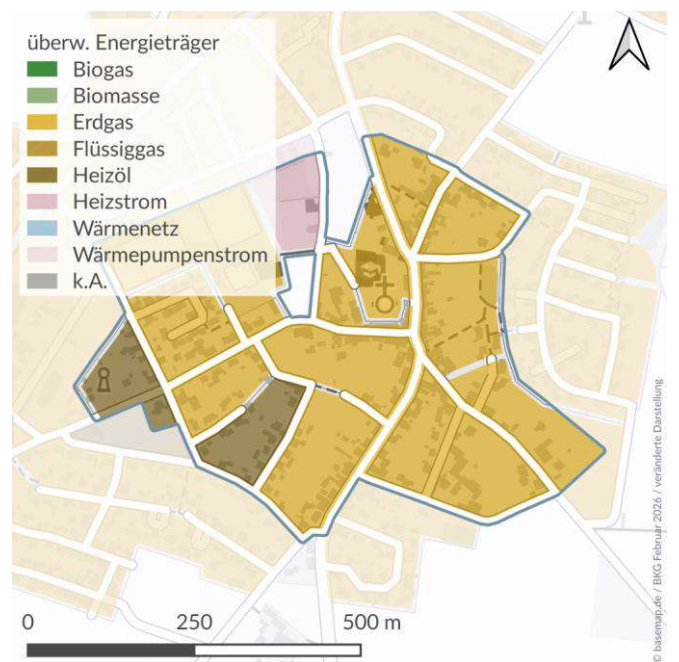 überw. Energieträger
Biogas
Biomasse
Erdgas
Flüssiggas
Heizöl
Heizstrom
Wärmenetz
Wärmepumpenstrom
k.A.
0 250 500 m
© basemap.de / BKG Februar 2026 / veränderte Darstellung